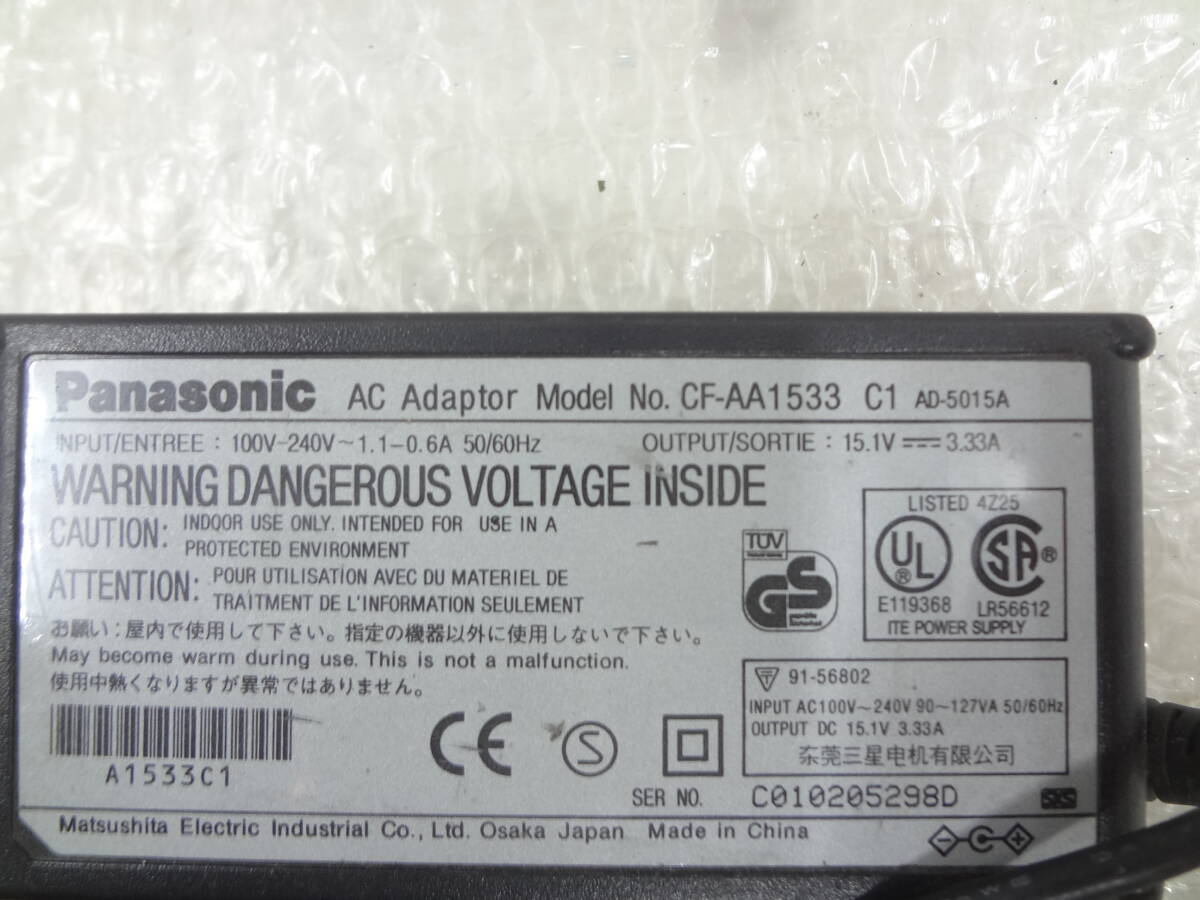 Panasonic AC Adaptor Model No. CF-AA1533 C1 AD-5015A
INPUT/ENTREE : 100V-240V~1.1-0.6A 50/60Hz OUTPUT/SORTIE : 15.1V 3.33A
WARNING DANGEROUS VOLTAGE INSIDE
CAUTION: INDOOR USE ONLY. INTENDED FOR USE IN A
PROTECTED ENVIRONMENT
ATTENTION: POUR UTILISATION AVEC DU MATERIEL DE
TRAITMENT DE L'INFORMATION SEULEMENT
お願い：屋内で使用して下さい。指定の機器以外に使用しないで下さい。
May become warm during use. This is not a malfunction.
使用中熱くなりますが異常ではありません。
A1533C1
TÜV
GS
LISTED 4Z25
UL ® SA ®
E119368 LR56612
ITE POWER SUPPLY
91-56802
INPUT AC100V~240V 90~127VA 50/60Hz
OUTPUT DC 15.1V 3.33A
东莞三星电机有限公司
CE S
SER NO. C010205298D
Matsushita Electric Industrial Co., Ltd. Osaka Japan Made in China